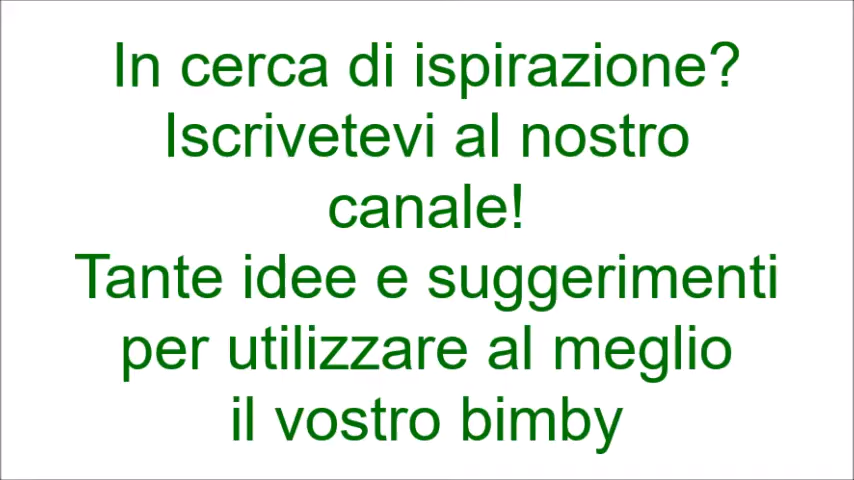 In cerca di ispirazione?
Iscrivetevi al nostro
canale!
Tante idee e suggerimenti
per utilizzare al meglio
il vostro bimby